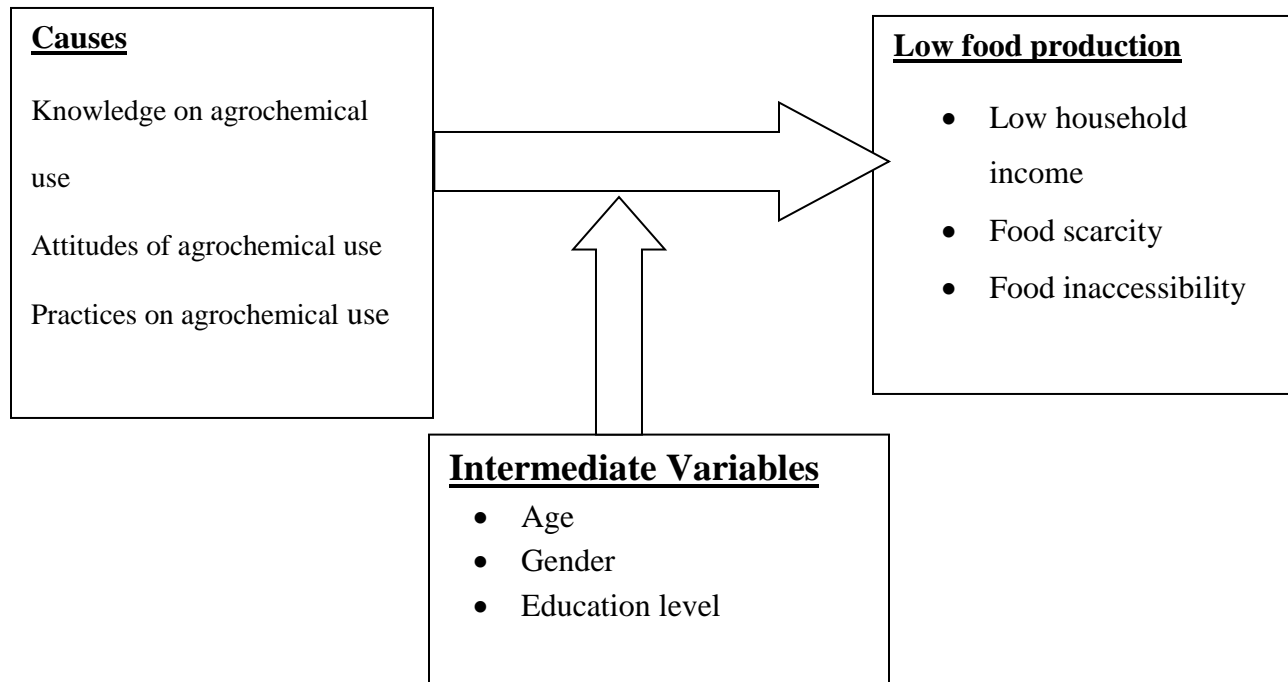 Causes
Knowledge on agrochemical
use
Attitudes of agrochemical use
Practices on agrochemical use
Low food production
• Low household
income
• Food scarcity
• Food inaccessibility
Intermediate Variables
• Age
• Gender
• Education level